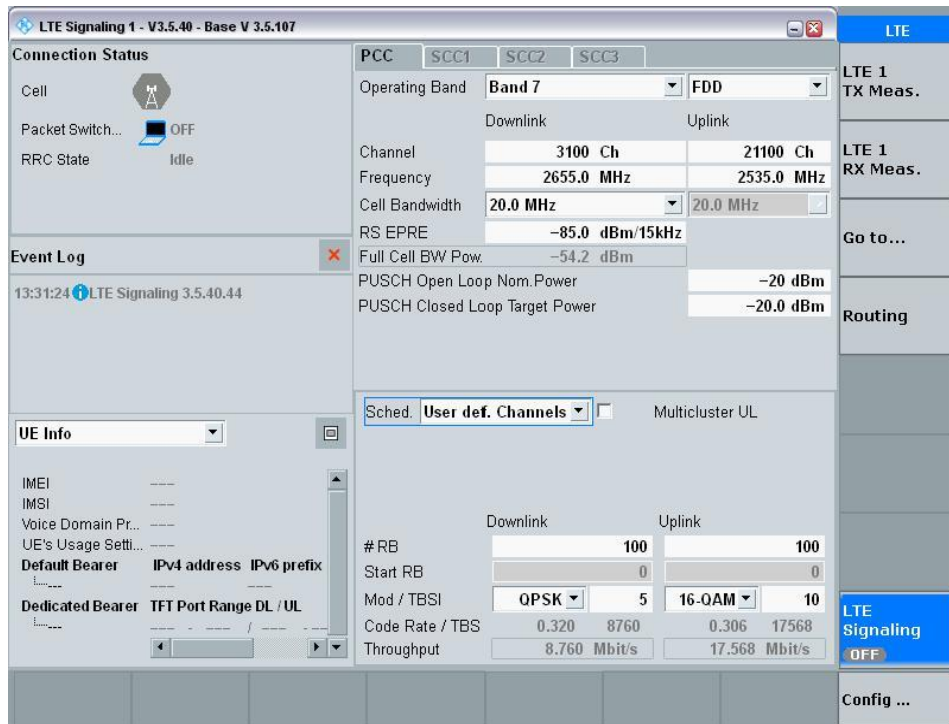 LTE Signaling 1 - V3.5.40 - Base V 3.5.107
Connection Status
Cell
Packet Switch... OFF
RRC State Idle
Event Log
13:31:24 LTE Signaling 3.5.40.44
UE Info
IMEI ---
IMSI ---
Voice Domain Pr... ---
UE's Usage Setti... ---
Default Bearer IPv4 address IPv6 prefix
--- --- ---
Dedicated Bearer TFT Port Range DL / UL
--- --- - --- / --- - ---
PCC SCC1 SCC2 SCC3
Operating Band Band 7 FDD
Downlink Uplink
Channel 3100 Ch 21100 Ch
Frequency 2655.0 MHz 2535.0 MHz
Cell Bandwidth 20.0 MHz 20.0 MHz
RS EPRE −85.0 dBm/15kHz
Full Cell BW Pow. −54.2 dBm
PUSCH Open Loop Nom.Power −20 dBm
PUSCH Closed Loop Target Power −20.0 dBm
Sched. User def. Channels Multicluster UL
Downlink Uplink
# RB 100 100
Start RB 0 0
Mod / TBSI QPSK 5 16-QAM 10
Code Rate / TBS 0.320 8760 0.306 17568
Throughput 8.760 Mbit/s 17.568 Mbit/s
LTE
LTE 1
TX Meas.
LTE 1
RX Meas.
Go to...
Routing
LTE
Signaling
OFF
Config ...